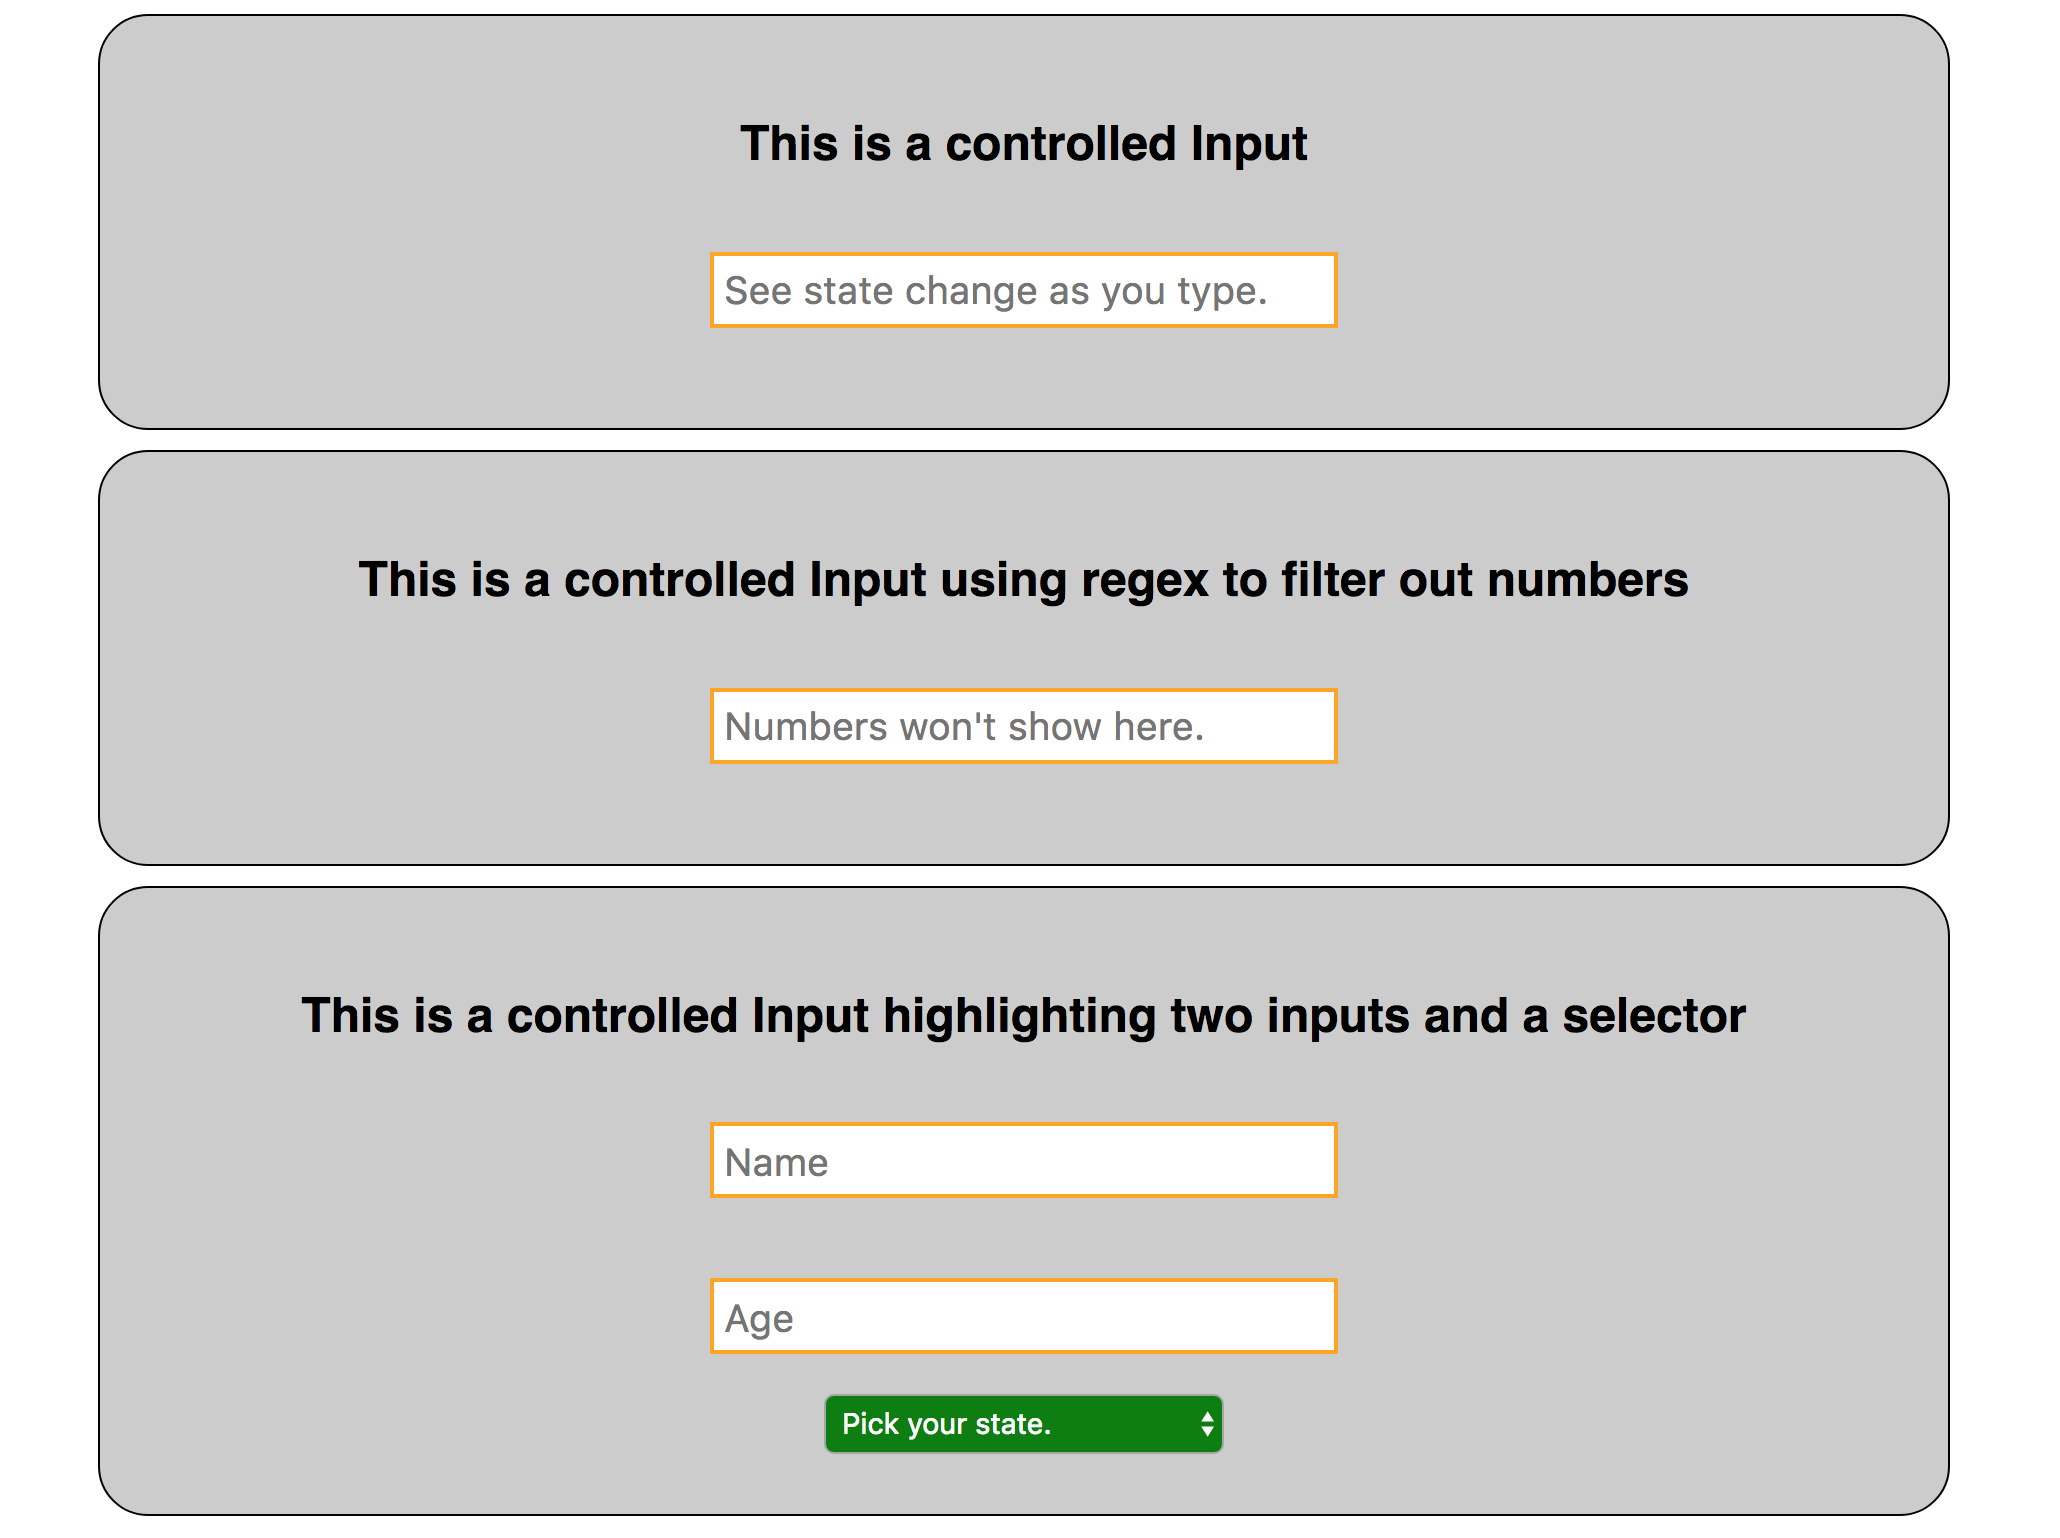 This is a controlled Input
See state change as you type.
This is a controlled Input using regex to filter out numbers
Numbers won't show here.
This is a controlled Input highlighting two inputs and a selector
Name
Age
Pick your state.